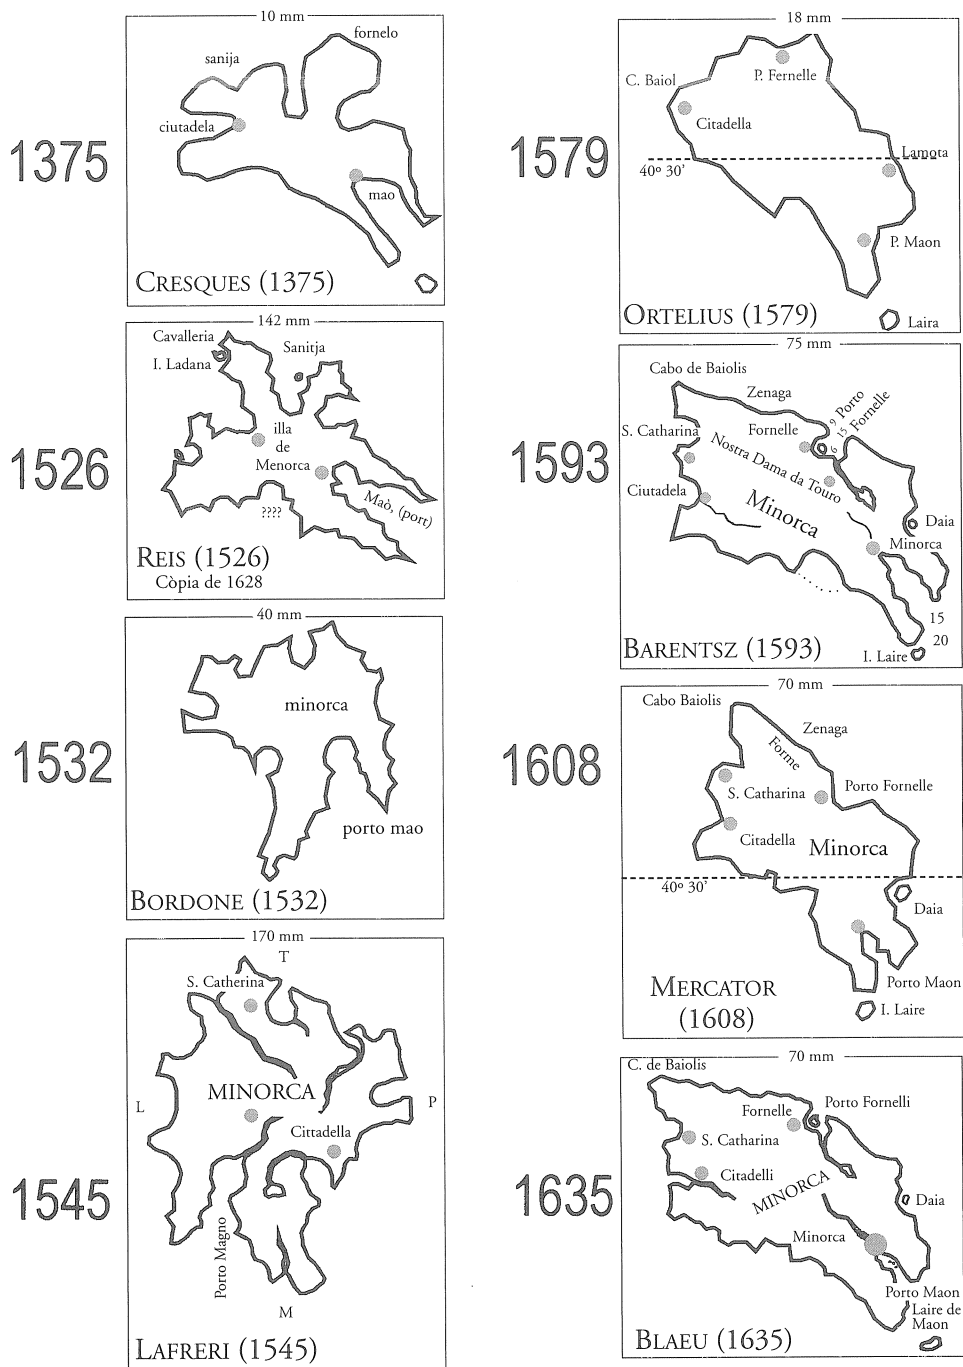 1375
10 mm
fornelo
sanija
ciutadela
mao
CRESQUES (1375)
1526
142 mm
Cavalleria
Sanitja
I. Ladana
illa
de
Menorca
Maò, (port)
????
REIS (1526)
Còpia de 1628
1532
40 mm
minorca
porto mao
BORDONE (1532)
1545
170 mm
T
S. Catherina
MINORCA
L
P
Cittadella
Porto Magno
M
LAFRERI (1545)
1579
18 mm
C. Baiol
P. Fernelle
Citadella
Lamota
40º 30'
P. Maon
ORTELIUS (1579)
Laira
1593
75 mm
Cabo de Baiolis
Zenaga
9 Porto
6 15 Fornelle
S. Catharina
Fornelle
Nostra Dama da Touro
Ciutadela
Minorca
Daia
Minorca
15
20
BARENTSZ (1593)
I. Laire
1608
70 mm
Cabo Baiolis
Zenaga
Forme
S. Catharina
Porto Fornelle
Citadella
Minorca
40º 30'
Daia
Porto Maon
MERCATOR
(1608)
I. Laire
1635
70 mm
C. de Baiolis
Fornelle
Porto Fornelli
S. Catharina
Citadelli
MINORCA
Daia
Minorca
Porto Maon
Laire de
Maon
BLAEU (1635)